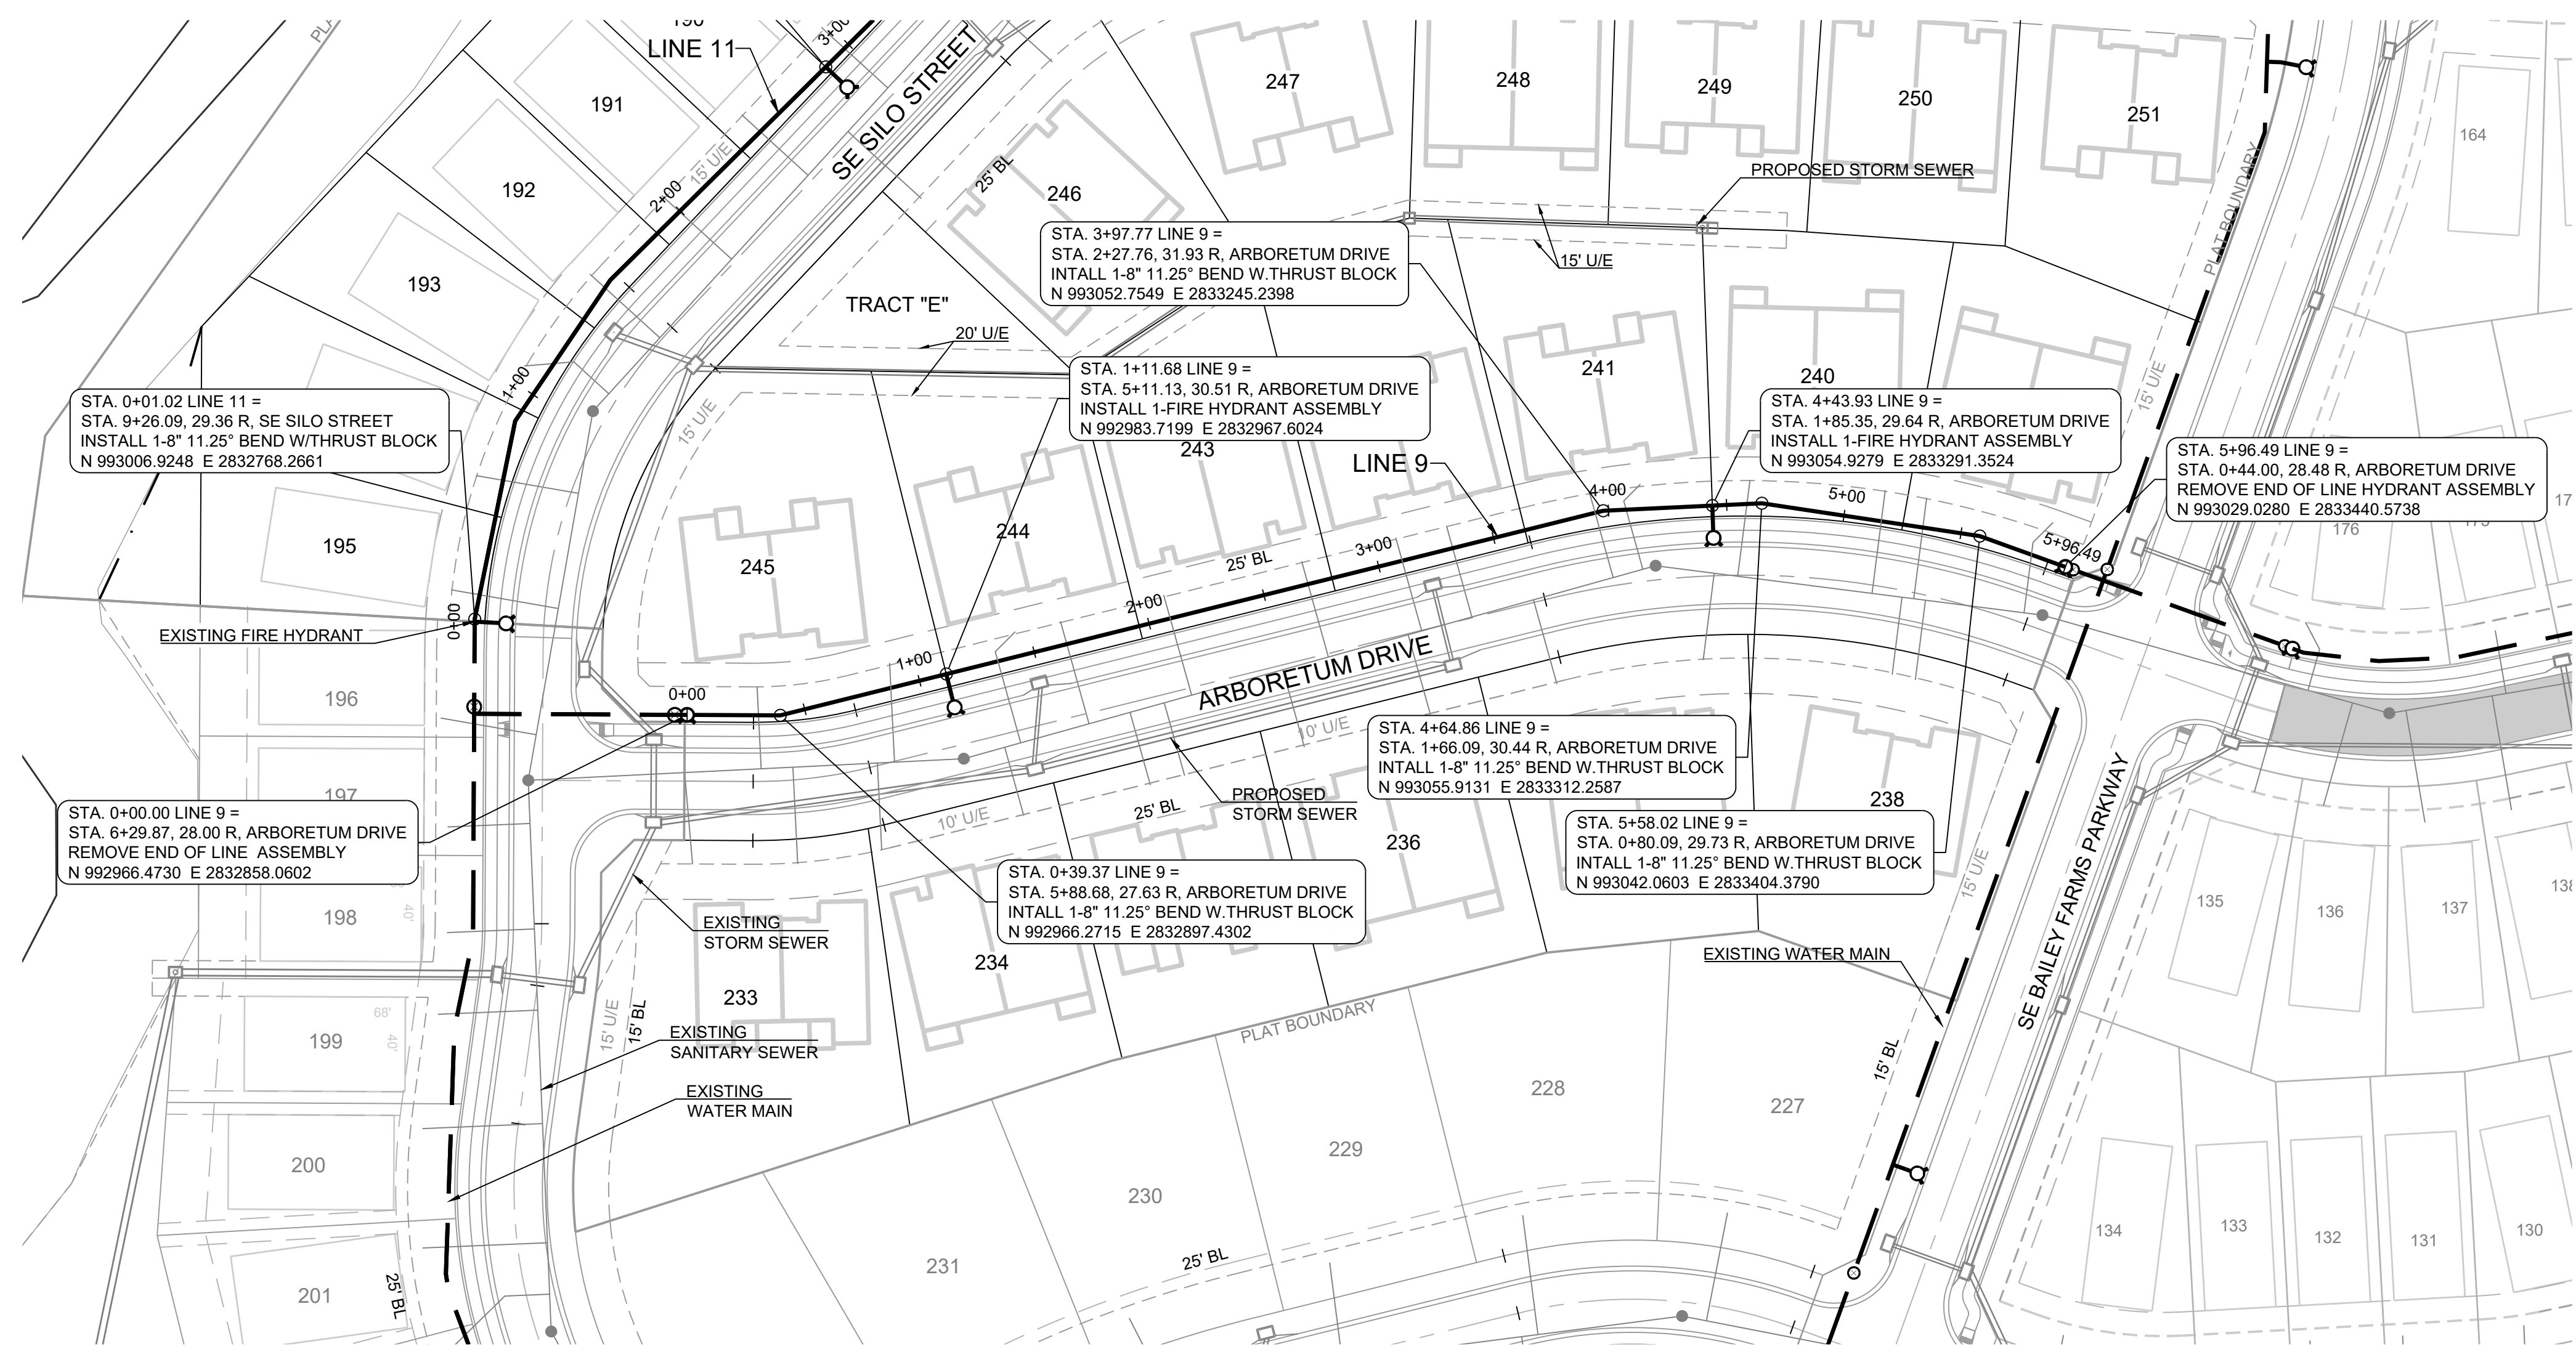 190
3+00
LINE 11
SE SILO STREET
191
15' U/E
192
2+00
193
1+00
25' BL
246
247
248
249
250
251
164
PLAT BOUNDARY
PROPOSED STORM SEWER
15' U/E
TRACT "E"
20' U/E
15' U/E
STA. 3+97.77 LINE 9 =
STA. 2+27.76, 31.93 R, ARBORETUM DRIVE
INTALL 1-8" 11.25° BEND W.THRUST BLOCK
N 993052.7549 E 2833245.2398
STA. 1+11.68 LINE 9 =
STA. 5+11.13, 30.51 R, ARBORETUM DRIVE
INSTALL 1-FIRE HYDRANT ASSEMBLY
N 992983.7199 E 2832967.6024
STA. 0+01.02 LINE 11 =
STA. 9+26.09, 29.36 R, SE SILO STREET
INSTALL 1-8" 11.25° BEND W/THRUST BLOCK
N 993006.9248 E 2832768.2661
241
240
15' U/E
STA. 4+43.93 LINE 9 =
STA. 1+85.35, 29.64 R, ARBORETUM DRIVE
INSTALL 1-FIRE HYDRANT ASSEMBLY
N 993054.9279 E 2833291.3524
STA. 5+96.49 LINE 9 =
STA. 0+44.00, 28.48 R, ARBORETUM DRIVE
REMOVE END OF LINE HYDRANT ASSEMBLY
N 993029.0280 E 2833440.5738
176
243
LINE 9
4+00
5+00
5+96.49
195
245
244
25' BL
3+00
2+00
1+00
0+00
0+00
EXISTING FIRE HYDRANT
196
197
ARBORETUM DRIVE
10' U/E
STA. 4+64.86 LINE 9 =
STA. 1+66.09, 30.44 R, ARBORETUM DRIVE
INTALL 1-8" 11.25° BEND W.THRUST BLOCK
N 993055.9131 E 2833312.2587
STA. 5+58.02 LINE 9 =
STA. 0+80.09, 29.73 R, ARBORETUM DRIVE
INTALL 1-8" 11.25° BEND W.THRUST BLOCK
N 993042.0603 E 2833404.3790
238
SE BAILEY FARMS PARKWAY
15' U/E
STA. 0+00.00 LINE 9 =
STA. 6+29.87, 28.00 R, ARBORETUM DRIVE
REMOVE END OF LINE ASSEMBLY
N 992966.4730 E 2832858.0602
10' U/E
25' BL
PROPOSED
STORM SEWER
236
STA. 0+39.37 LINE 9 =
STA. 5+88.68, 27.63 R, ARBORETUM DRIVE
INTALL 1-8" 11.25° BEND W.THRUST BLOCK
N 992966.2715 E 2832897.4302
135
136
137
138
198
40'
EXISTING
STORM SEWER
234
233
EXISTING WATER MAIN
PLAT BOUNDARY
15' U/E
15' BL
68'
40'
199
EXISTING
SANITARY SEWER
EXISTING
WATER MAIN
15' BL
228
227
229
230
200
231
25' BL
201
25' BL
134
133
132
131
130